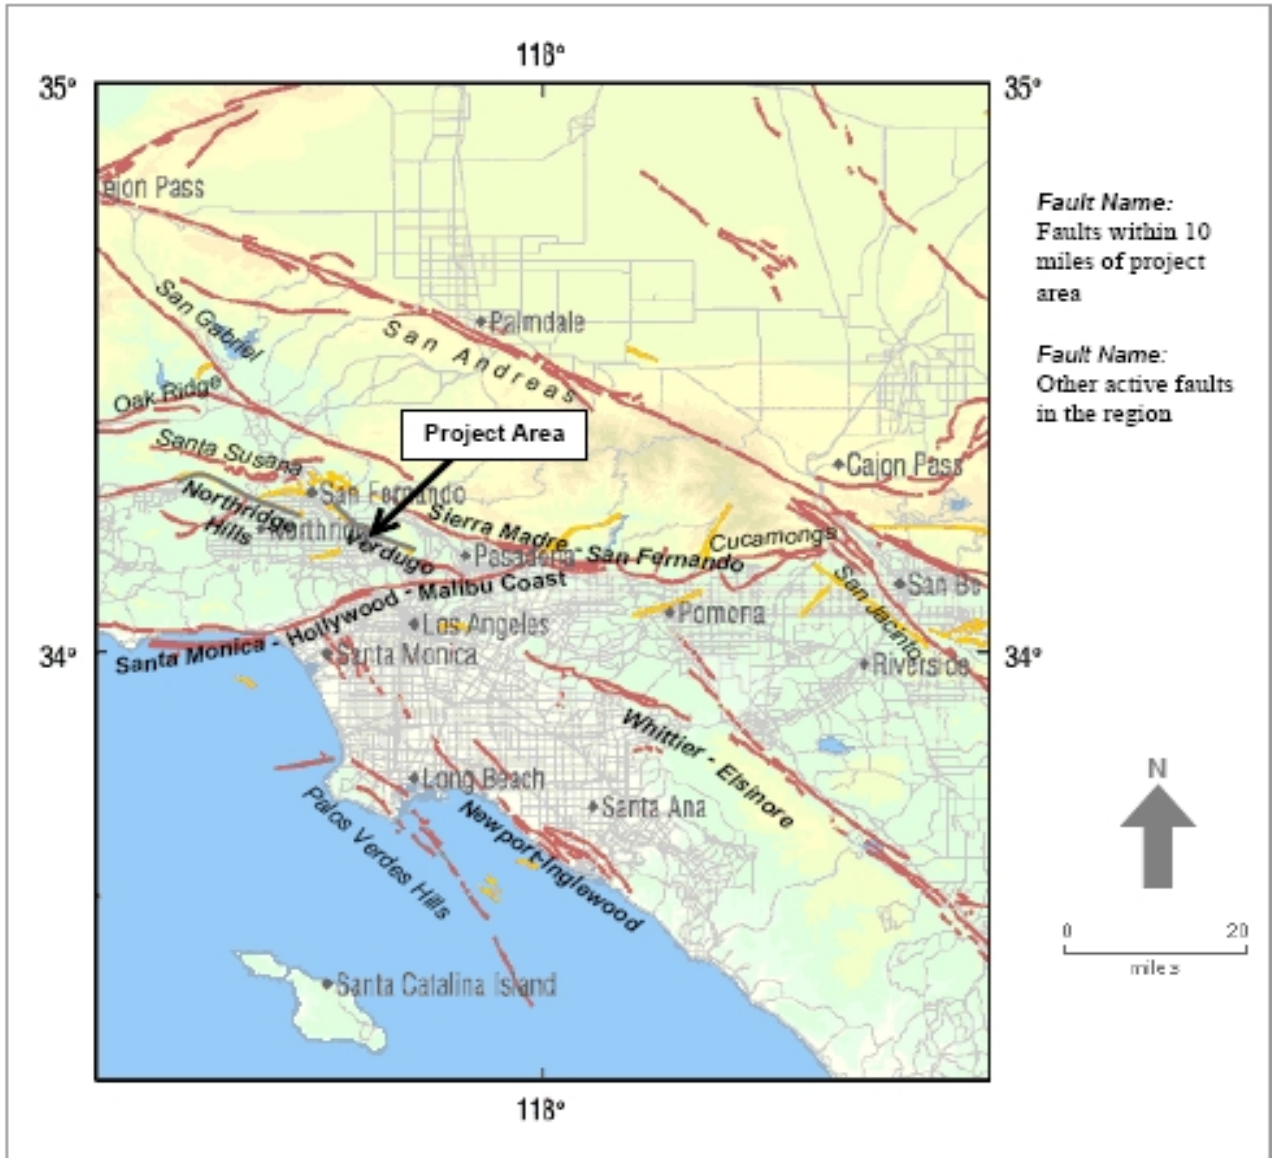 118°
35°
35°
ejon Pass
San Gabriel
Palmdale
San Andreas
Oak Ridge
Project Area
Santa Susana
Cajon Pass
San Fernando
Northridge
Hills
Northridge
Verdugo
Sierra Madre - San Fernando
Cucamonga
Pasadena
San Be
San Jacinto
Pomona
Santa Monica - Hollywood - Malibu Coast
Los Angeles
34°
34°
Santa Monica
Riverside
Whittier - Elsinore
Long Beach
Santa Ana
Palos Verdes Hills
Newport-Inglewood
Santa Catalina Island
118°
Fault Name:
Faults within 10
miles of project
area
Fault Name:
Other active faults
in the region
N
0 20
miles